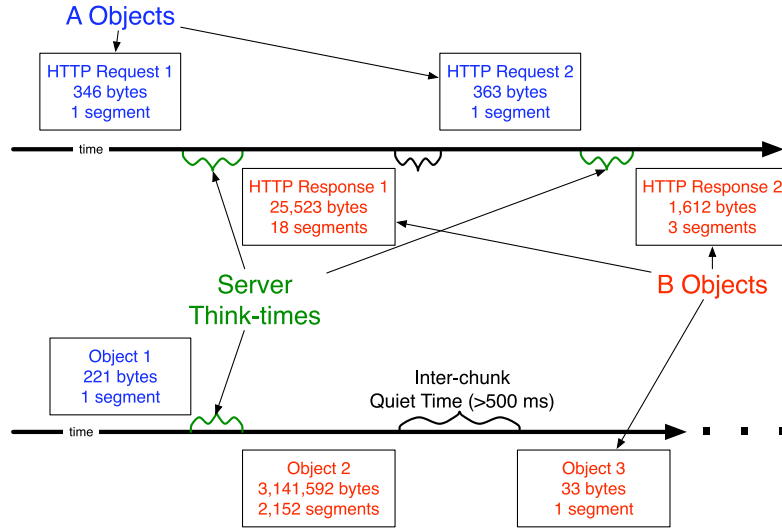 A Objects
HTTP Request 1
346 bytes
1 segment
HTTP Request 2
363 bytes
1 segment
time
HTTP Response 1
25,523 bytes
18 segments
HTTP Response 2
1,612 bytes
3 segments
Server
Think-times
B Objects
Object 1
221 bytes
1 segment
Inter-chunk
Quiet Time (>500 ms)
time
Object 2
3,141,592 bytes
2,152 segments
Object 3
33 bytes
1 segment